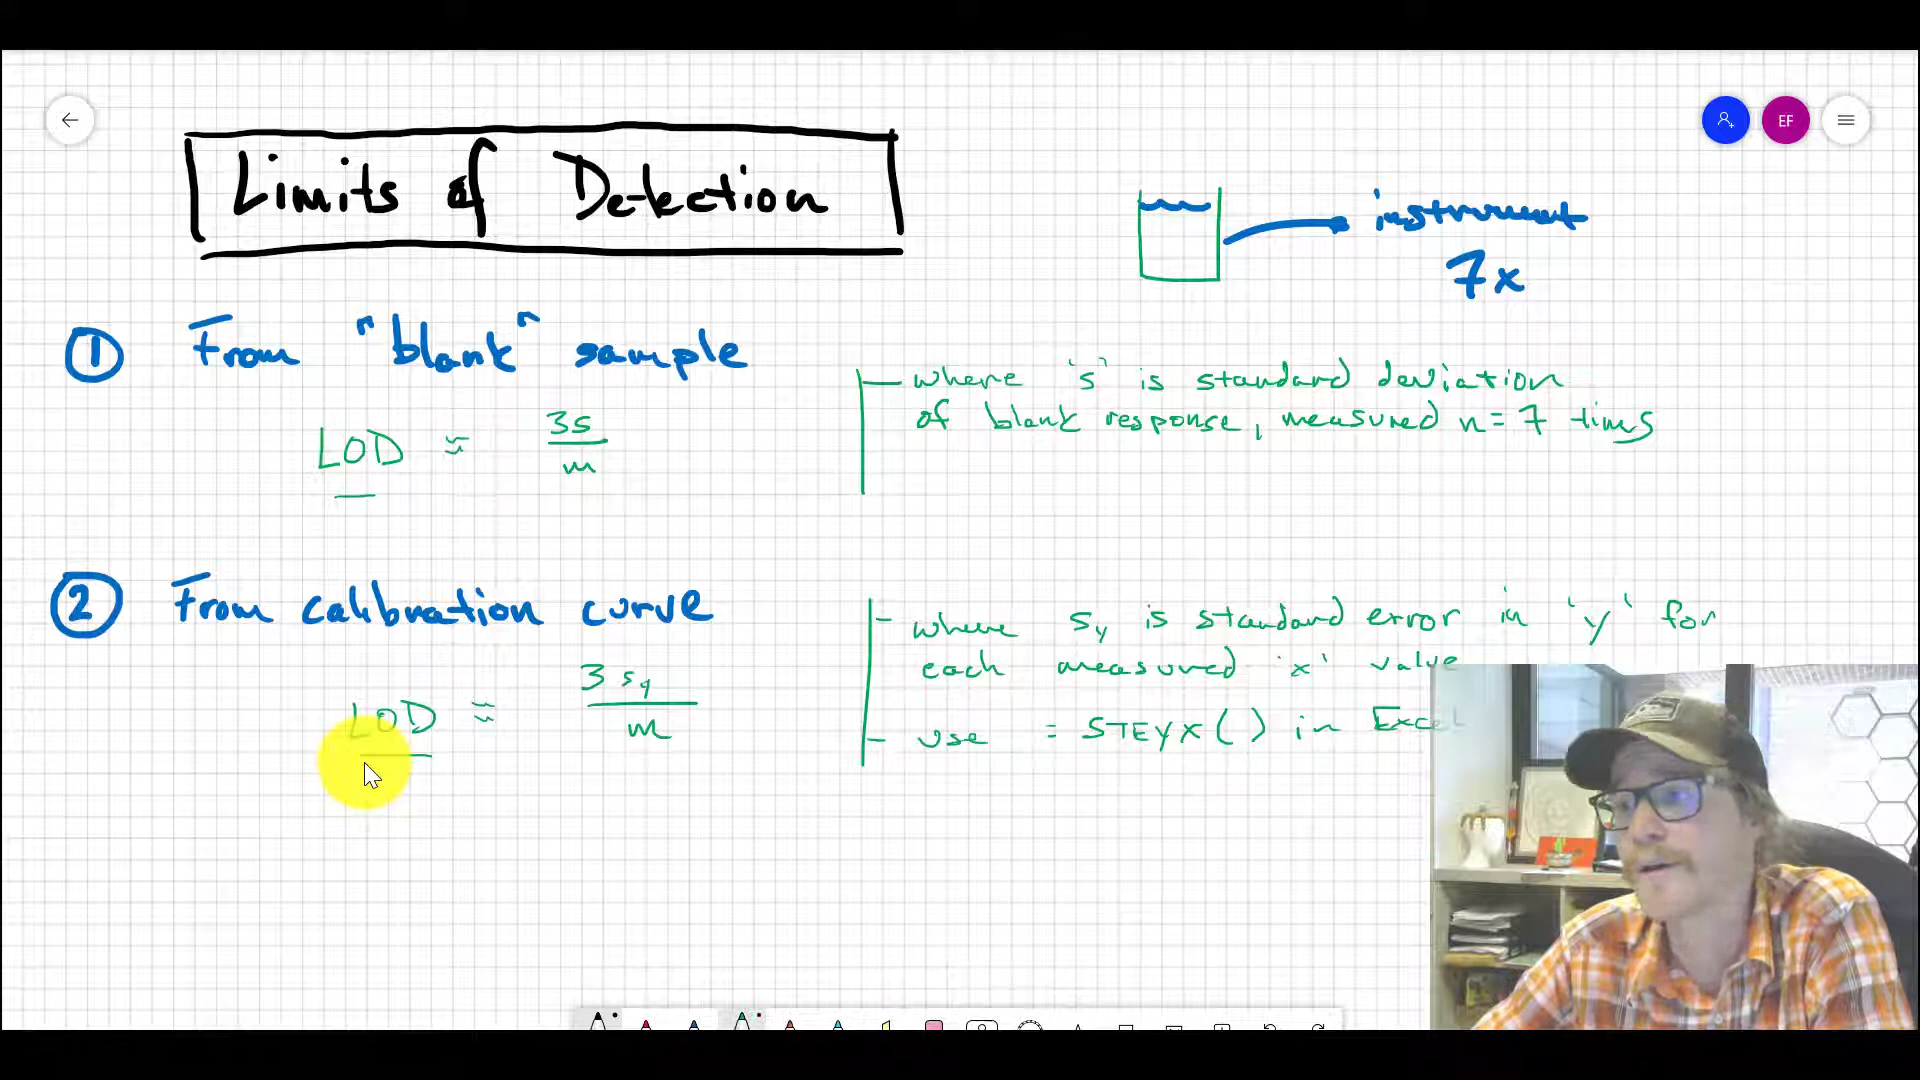 EF
Limits of Detection
instrument
7x
① From "blank" sample
LOD ≈ 3s
m
where 's' is standard deviation
of blank response, measured n = 7 times
② From calibration curve
LOD ≈ 3 sy
m
where sy is standard error in 'y' for
each measured 'x' value
use = STEYX() in Excel